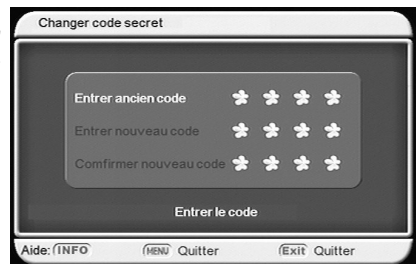 Changer code secret
Entrer ancien code * * * *
Entrer nouveau code * * * *
Comfirmer nouveau code * * * *
Entrer le code
Aide: INFO MENU Quitter Exit Quitter